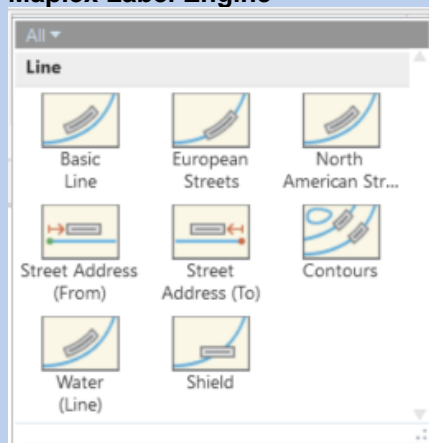 Maplex Label Engine
All
Line
Basic
Line
European
Streets
North
American Str...
Street Address
(From)
Street
Address (To)
Contours
Water
(Line)
Shield